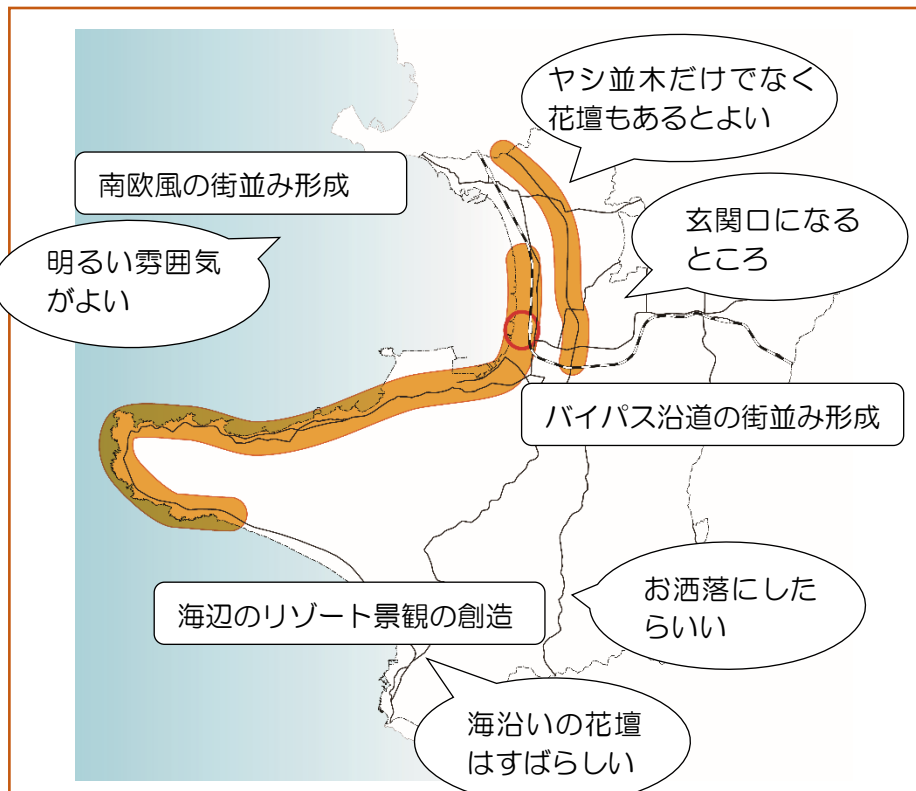 ヤシ並木だけでなく
花壇もあるとよい
南欧風の街並み形成
玄関口になる
ところ
明るい雰囲気
がよい
バイパス沿道の街並み形成
お洒落にした
らいい
海辺のリゾート景観の創造
海沿いの花壇
はすばらしい